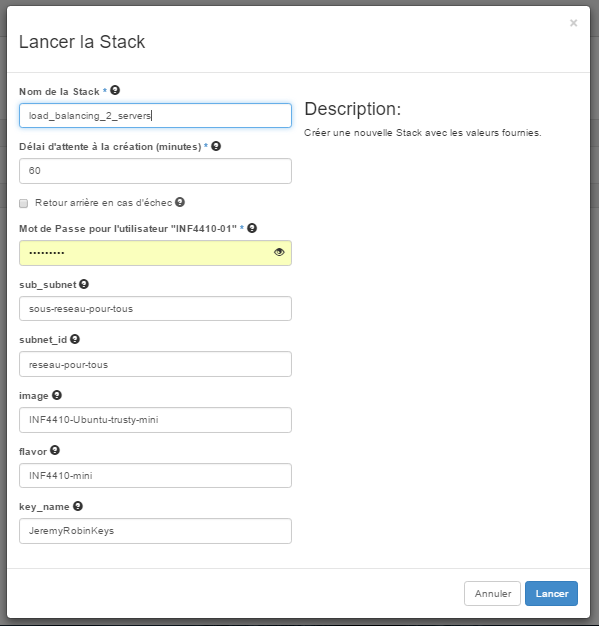 ×
Lancer la Stack
Nom de la Stack *
load_balancing_2_servers
Description:
Créer une nouvelle Stack avec les valeurs fournies.
Délai d'attente à la création (minutes) *
60
Retour arrière en cas d'échec
Mot de Passe pour l'utilisateur "INF4410-01" *
•••••••••
sub_subnet
sous-reseau-pour-tous
subnet_id
reseau-pour-tous
image
INF4410-Ubuntu-trusty-mini
flavor
INF4410-mini
key_name
JeremyRobinKeys
Annuler
Lancer